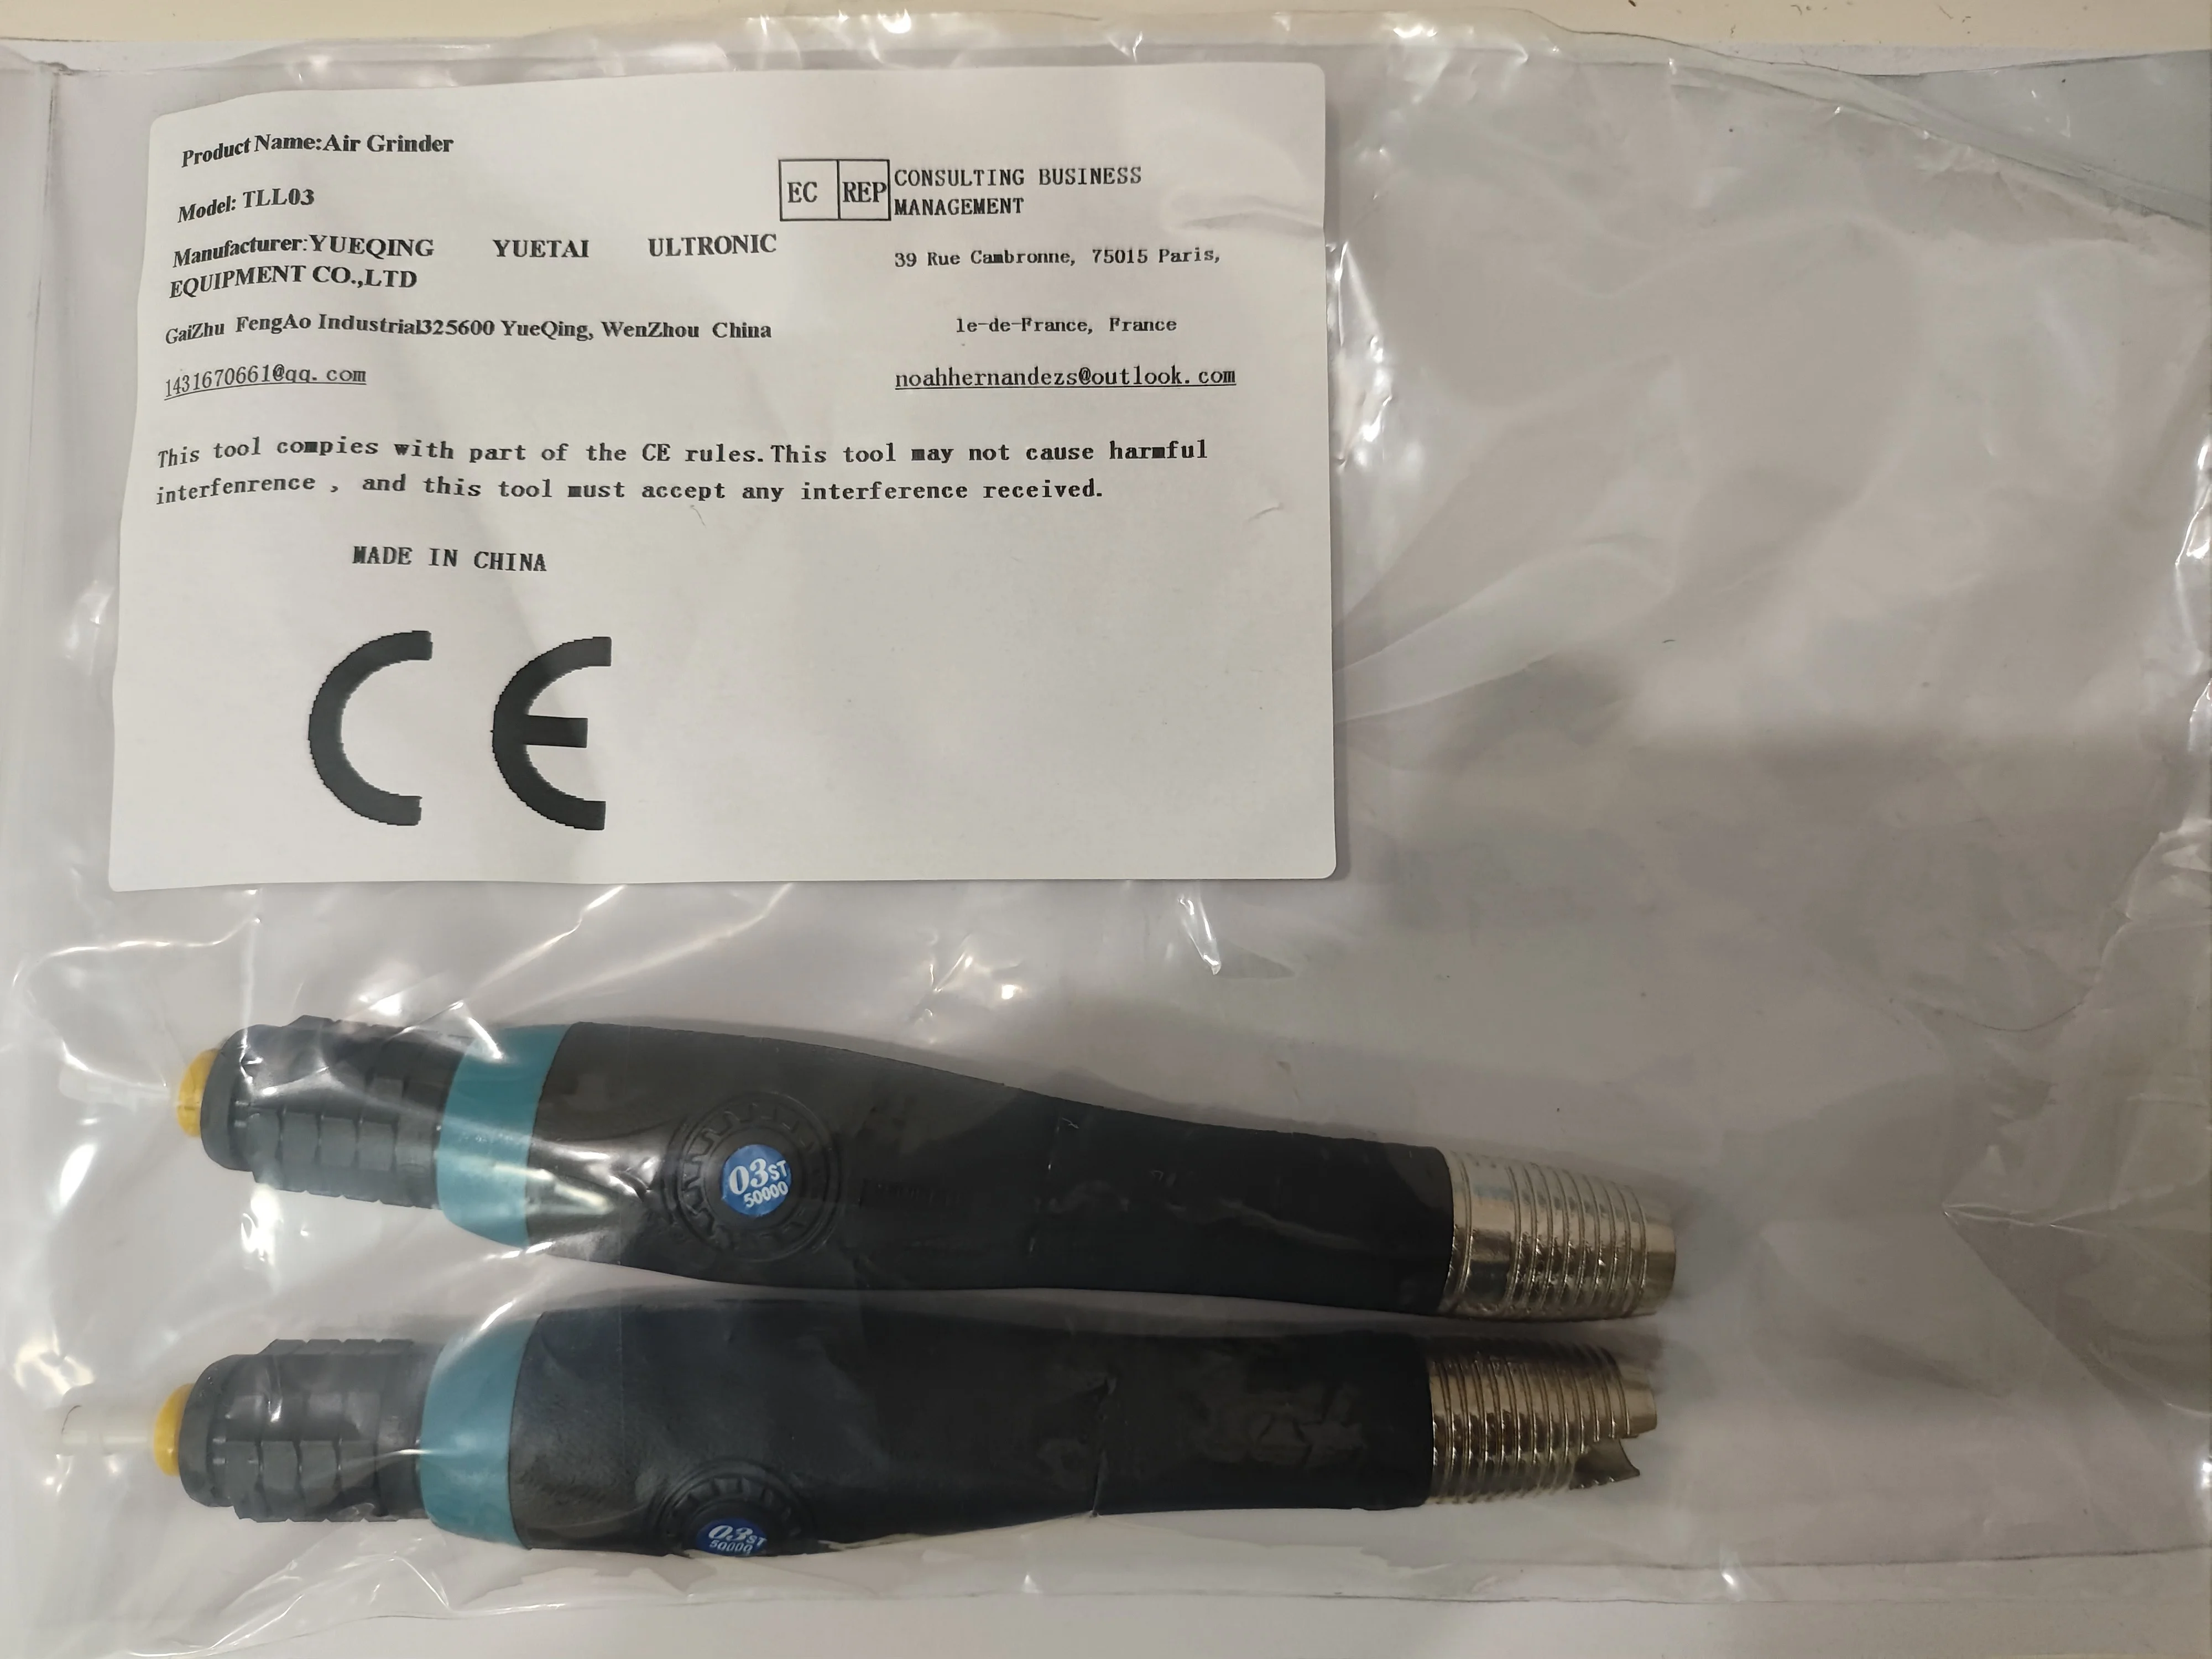 Product Name:Air Grinder
Model: TLL03
Manufacturer:YUEQING YUETAI ULTRONIC
EQUIPMENT CO.,LTD
GaiZhu FengAo Industrial325600 YueQing, WenZhou China
1431670661@qq.com
EC REP CONSULTING BUSINESS
MANAGEMENT
39 Rue Cambronne, 75015 Paris,
le-de-France, France
noahhernandezs@outlook.com
This tool compies with part of the CE rules.This tool may not cause harmful
interfenrence , and this tool must accept any interference received.
MADE IN CHINA
CE
03ST
50000
03ST
50000